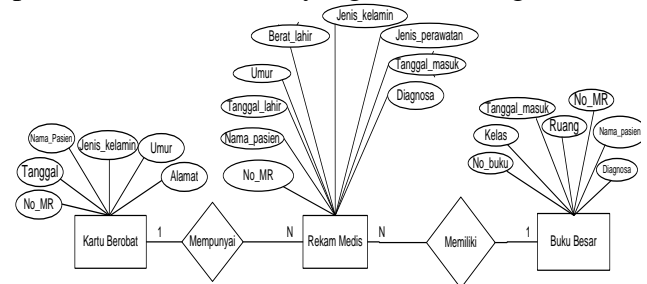 Jenis_kelamin
Berat_lahir
Jenis_perawatan
Umur
Tanggal_masuk
Tanggal_lahir
Diagnosa
Nama_pasien
No_MR
Nama_Pasien
Jenis_kelamin
Umur
Tanggal
Alamat
No_MR
Tanggal_masuk
No_MR
Kelas
Ruang
Nama_pasien
No_buku
Diagnosa
Kartu Berobat
1
Mempunyai
N
Rekam Medis
N
Memiliki
1
Buku Besar